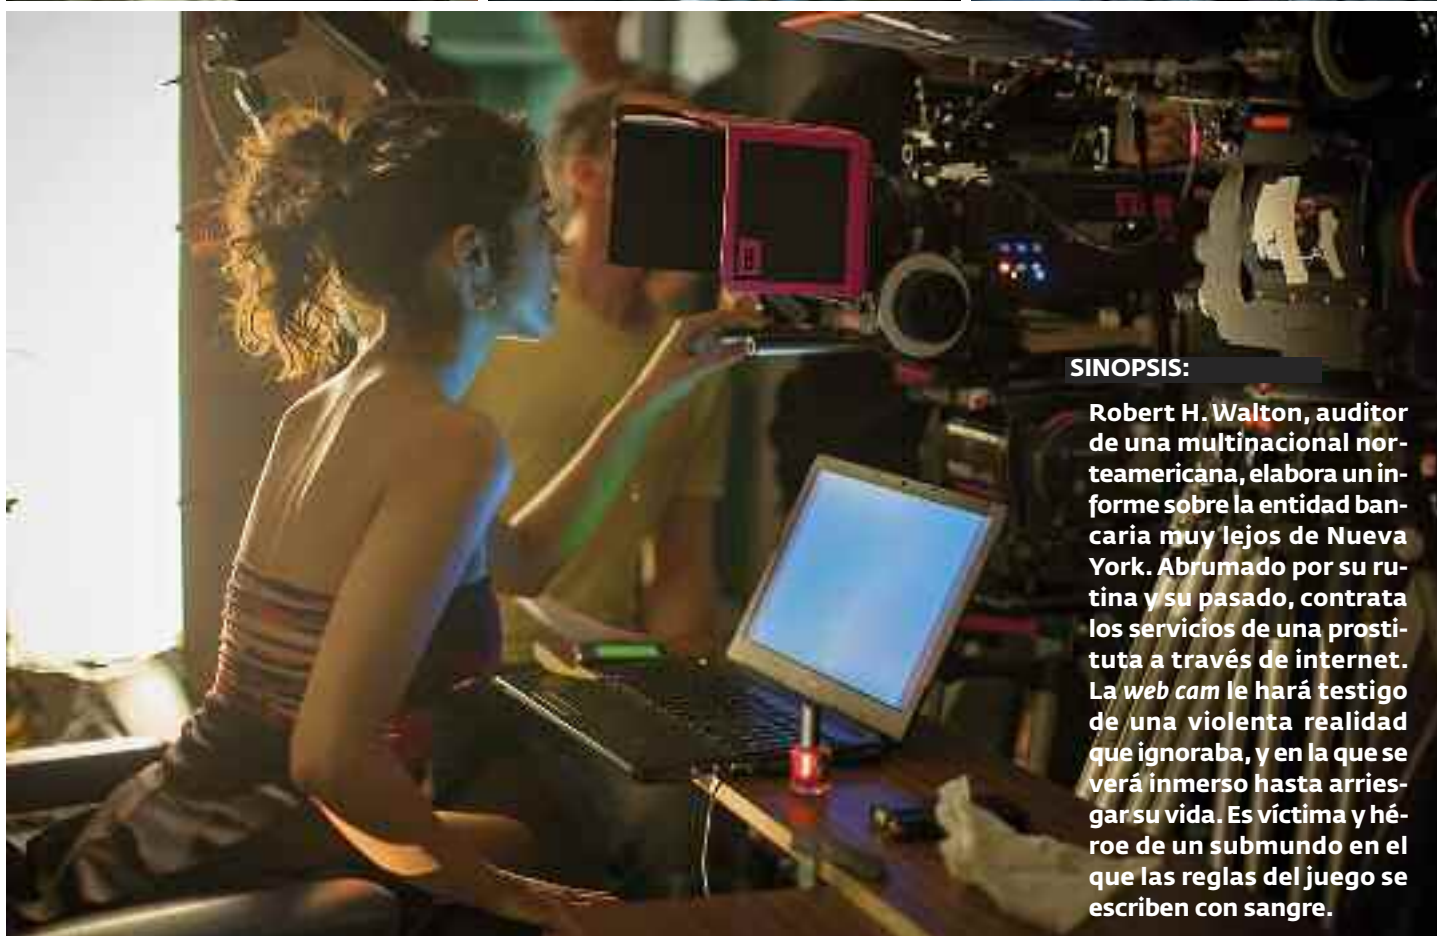 SINOPSIS:
Robert H. Walton, auditor
de una multinacional nor-
teamericana, elabora un in-
forme sobre la entidad ban-
caria muy lejos de Nueva
York. Abrumado por su ru-
tina y su pasado, contrata
los servicios de una prosti-
tuta a través de internet.
La web cam le hará testigo
de una violenta realidad
que ignoraba, y en la que se
verá inmerso hasta arries-
gar su vida. Es víctima y hé-
roe de un submundo en el
que las reglas del juego se
escriben con sangre.